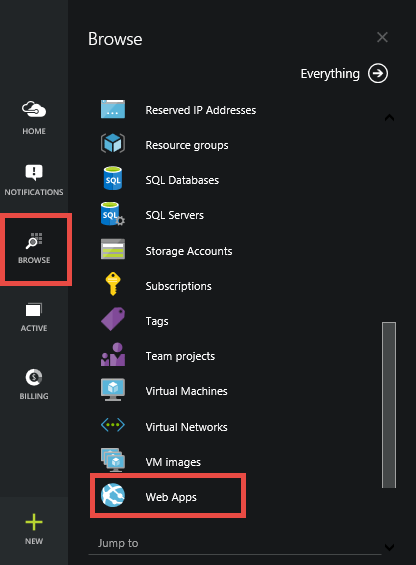 Browse
Everything
HOME
NOTIFICATIONS
BROWSE
ACTIVE
BILLING
NEW
Reserved IP Addresses
Resource groups
SQL
SQL Databases
SQL
SQL Servers
Storage Accounts
Subscriptions
Tags
Team projects
Virtual Machines
Virtual Networks
VM images
Web Apps
Jump to